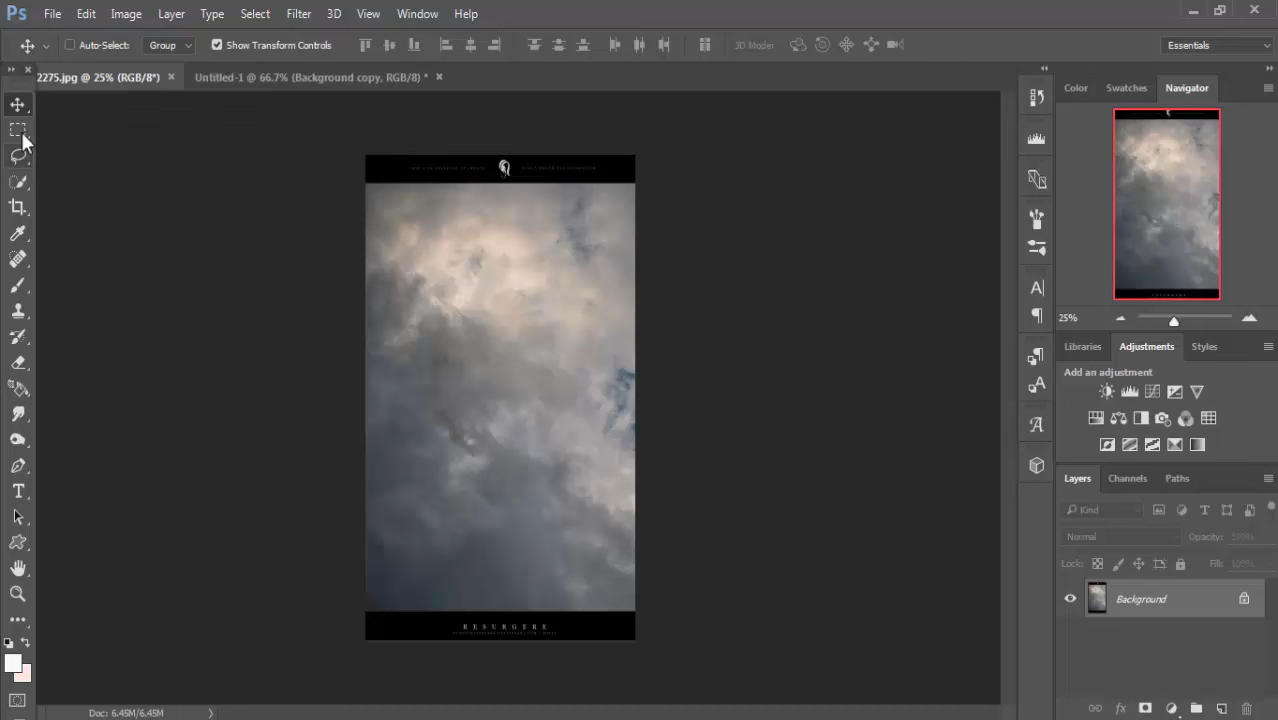 Ps File Edit Image Layer Type Select Filter 3D View Window Help
Auto-Select: Group Show Transform Controls 3D Mode: Essentials
2275.jpg @ 25% (RGB/8*) × Untitled-1 @ 66.7% (Background copy, RGB/8) * ×
Color Swatches Navigator
25%
Libraries Adjustments Styles
Add an adjustment
Layers Channels Paths
Kind
Normal Opacity: 100%
Lock: Fill: 100%
Background
RESURGERE
Doc: 6.45M/6.45M